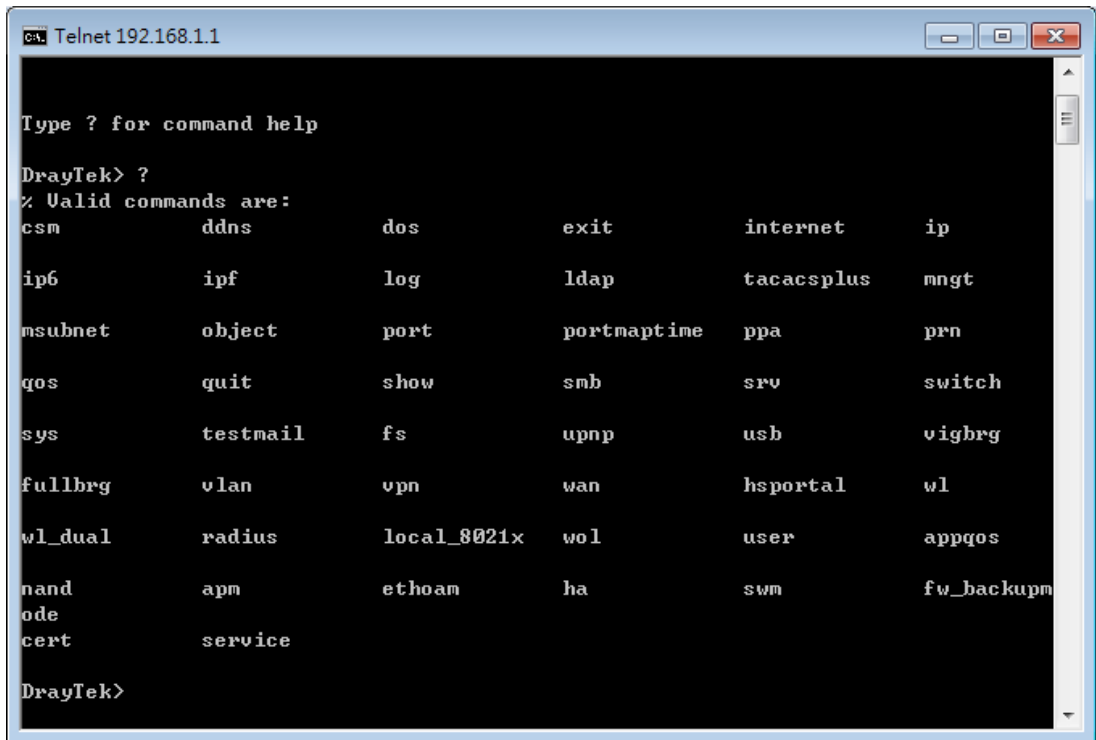 Telnet 192.168.1.1
Type ? for command help
DrayTek> ?
% Valid commands are:
csm ddns dos exit internet ip
ip6 ipf log ldap tacacsplus mngt
msubnet object port portmaptime ppa prn
qos quit show smb srv switch
sys testmail fs upnp usb vigbrg
fullbrg vlan vpn wan hsportal wl
wl_dual radius local_8021x wol user appqos
nand apm ethoam ha swm fw_backupm
ode
cert service
DrayTek>